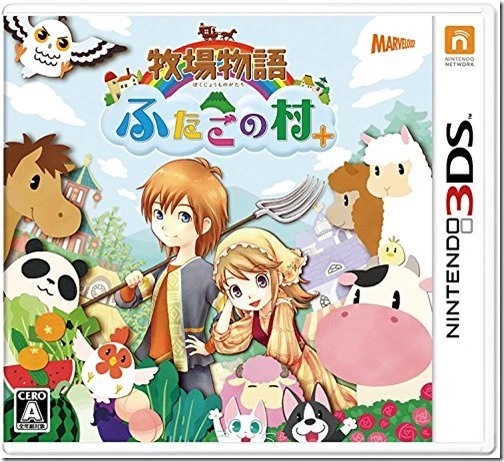 牧場物語
ぼくじょうものがたり
ふたごの村+
MARVELOUS!
NINTENDO
NETWORK
NINTENDO 3DS™
CERO
A
全年齢対象